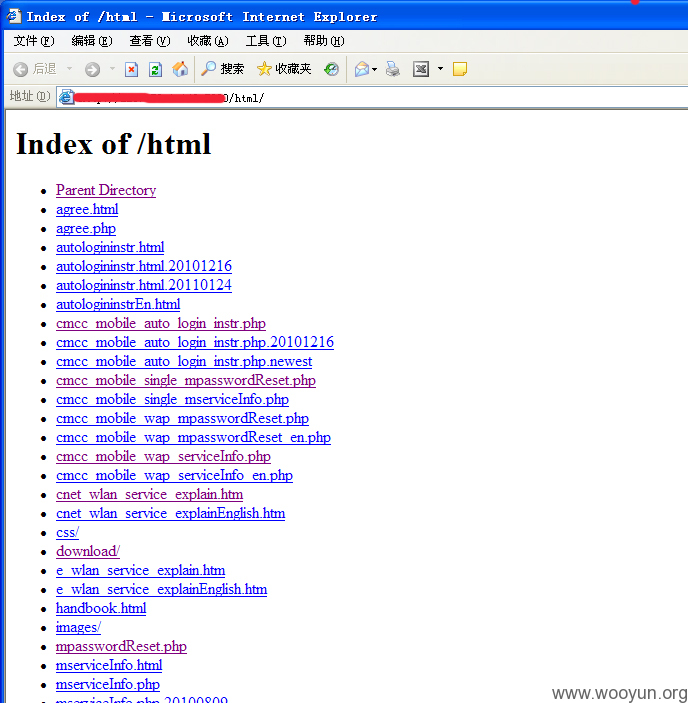 Index of /html - Microsoft Internet Explorer
文件(F) 编辑(E) 查看(V) 收藏(A) 工具(T) 帮助(H)
后退 搜索 收藏夹
地址(D) 0/html/
Index of /html
Parent Directory
agree.html
agree.php
autologininstr.html
autologininstr.html.20101216
autologininstr.html.20110124
autologininstrEn.html
cmcc_mobile_auto_login_instr.php
cmcc_mobile_auto_login_instr.php.20101216
cmcc_mobile_auto_login_instr.php.newest
cmcc_mobile_single_mpasswordReset.php
cmcc_mobile_single_mserviceInfo.php
cmcc_mobile_wap_mpasswordReset.php
cmcc_mobile_wap_mpasswordReset_en.php
cmcc_mobile_wap_serviceInfo.php
cmcc_mobile_wap_serviceInfo_en.php
cnet_wlan_service_explain.htm
cnet_wlan_service_explainEnglish.htm
css/
download/
e_wlan_service_explain.htm
e_wlan_service_explainEnglish.htm
handbook.html
images/
mpasswordReset.php
mserviceInfo.html
mserviceInfo.php
mserviceInfo.php.20100809
www.wooyun.org